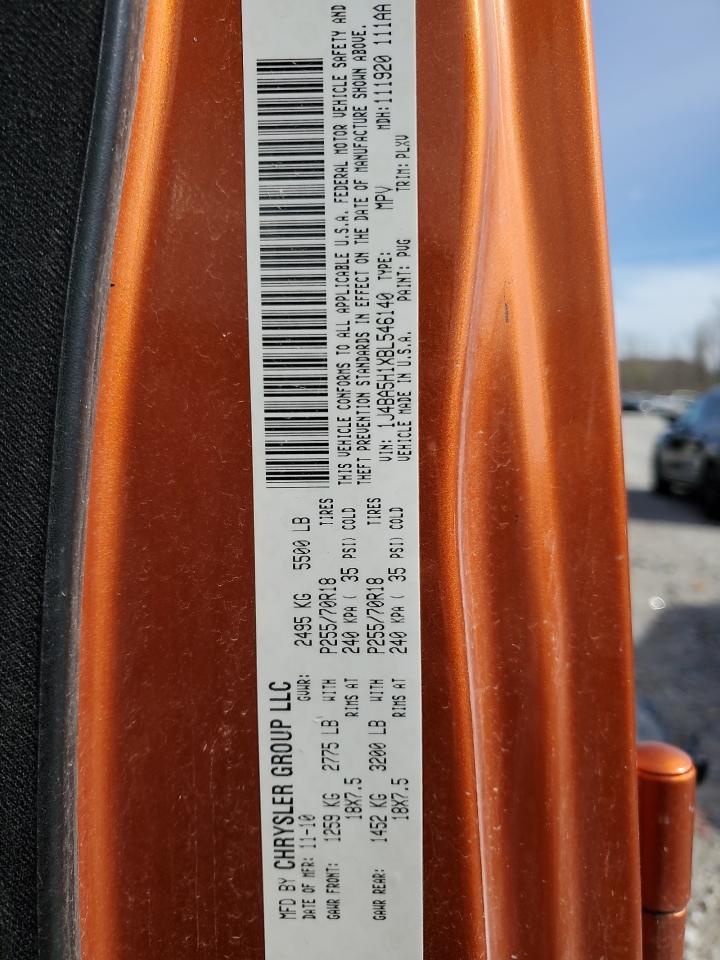 MFD BY CHRYSLER GROUP LLC
DATE OF MFR: 11-10 GVWR: 2495 KG 5500 LB
GAWR FRONT: 1259 KG 2775 LB WITH P255/70R18 TIRES
18X7.5 RIMS AT 240 KPA ( 35 PSI) COLD
GAWR REAR: 1452 KG 3200 LB WITH P255/70R18 TIRES
18X7.5 RIMS AT 240 KPA ( 35 PSI) COLD
THIS VEHICLE CONFORMS TO ALL APPLICABLE U.S.A. FEDERAL MOTOR VEHICLE SAFETY AND
THEFT PREVENTION STANDARDS IN EFFECT ON THE DATE OF MANUFACTURE SHOWN ABOVE.
VIN: 1J4BA5H1XBL546140 TYPE: MPV MDH:111920 111AA
VEHICLE MADE IN U.S.A. PAINT: PVG TRIM: PLXV